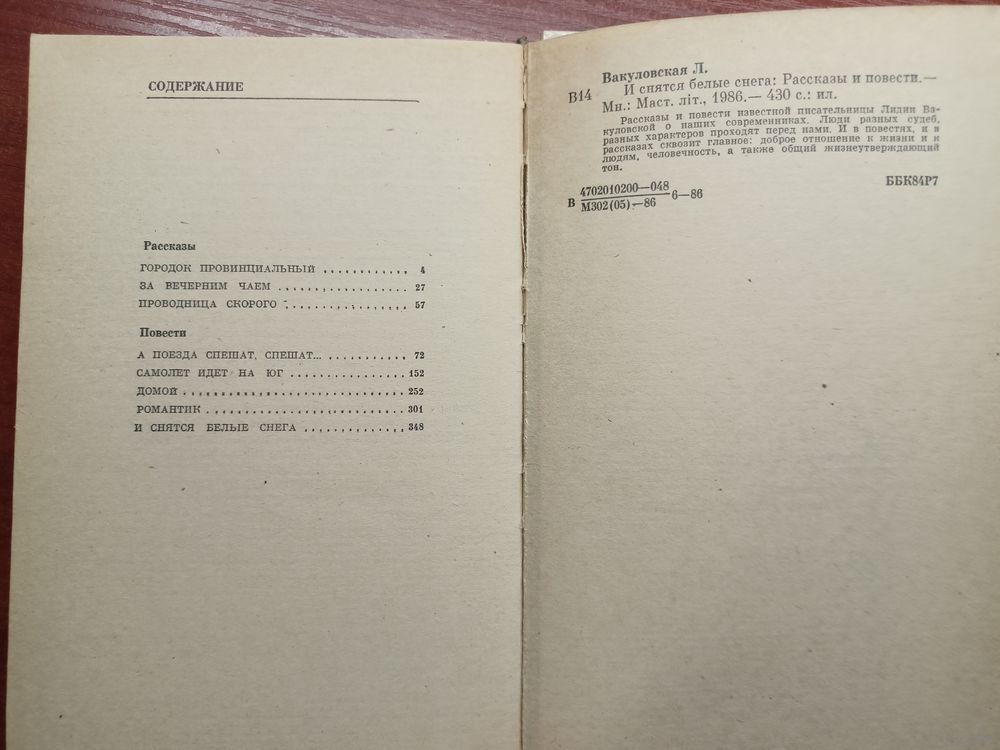 СОДЕРЖАНИЕ
Рассказы
ГОРОДОК ПРОВИНЦИАЛЬНЫЙ ............ 4
ЗА ВЕЧЕРНИМ ЧАЕМ .................. 27
ПРОВОДНИЦА СКОРОГО ................. 57
Повести
А ПОЕЗДА СПЕШАТ, СПЕШАТ... ........... 72
САМОЛЕТ ИДЕТ НА ЮГ ................ 152
ДОМОЙ ............................... 252
РОМАНТИК ............................ 301
И СНЯТСЯ БЕЛЫЕ СНЕГА .............. 348
Вакуловская Л.
В14 И снятся белые снега: Рассказы и повести.—
Мн.: Маст. літ., 1986.— 430 с.: ил.
Рассказы и повести известной писательницы Лидии Ва-
куловской о наших современниках. Люди разных судеб,
разных характеров проходят перед нами. И в повестях, и в
рассказах сквозит главное: доброе отношение к жизни и к
людям, человечность, а также общий жизнеутверждающий
тон.
В 4702010200—048
М302(05)—86 6—86
ББК84Р7